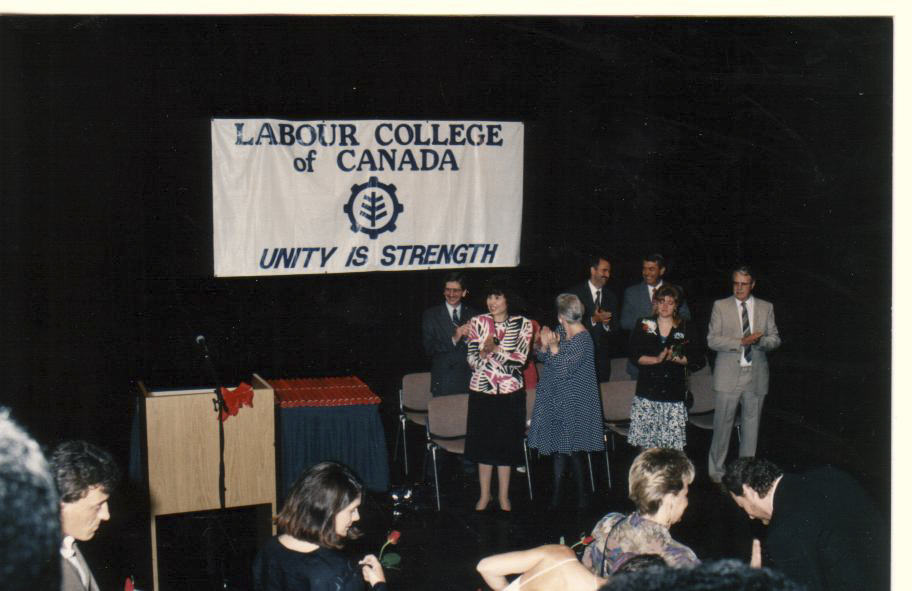 LABOUR COLLEGE
of CANADA
UNITY IS STRENGTH